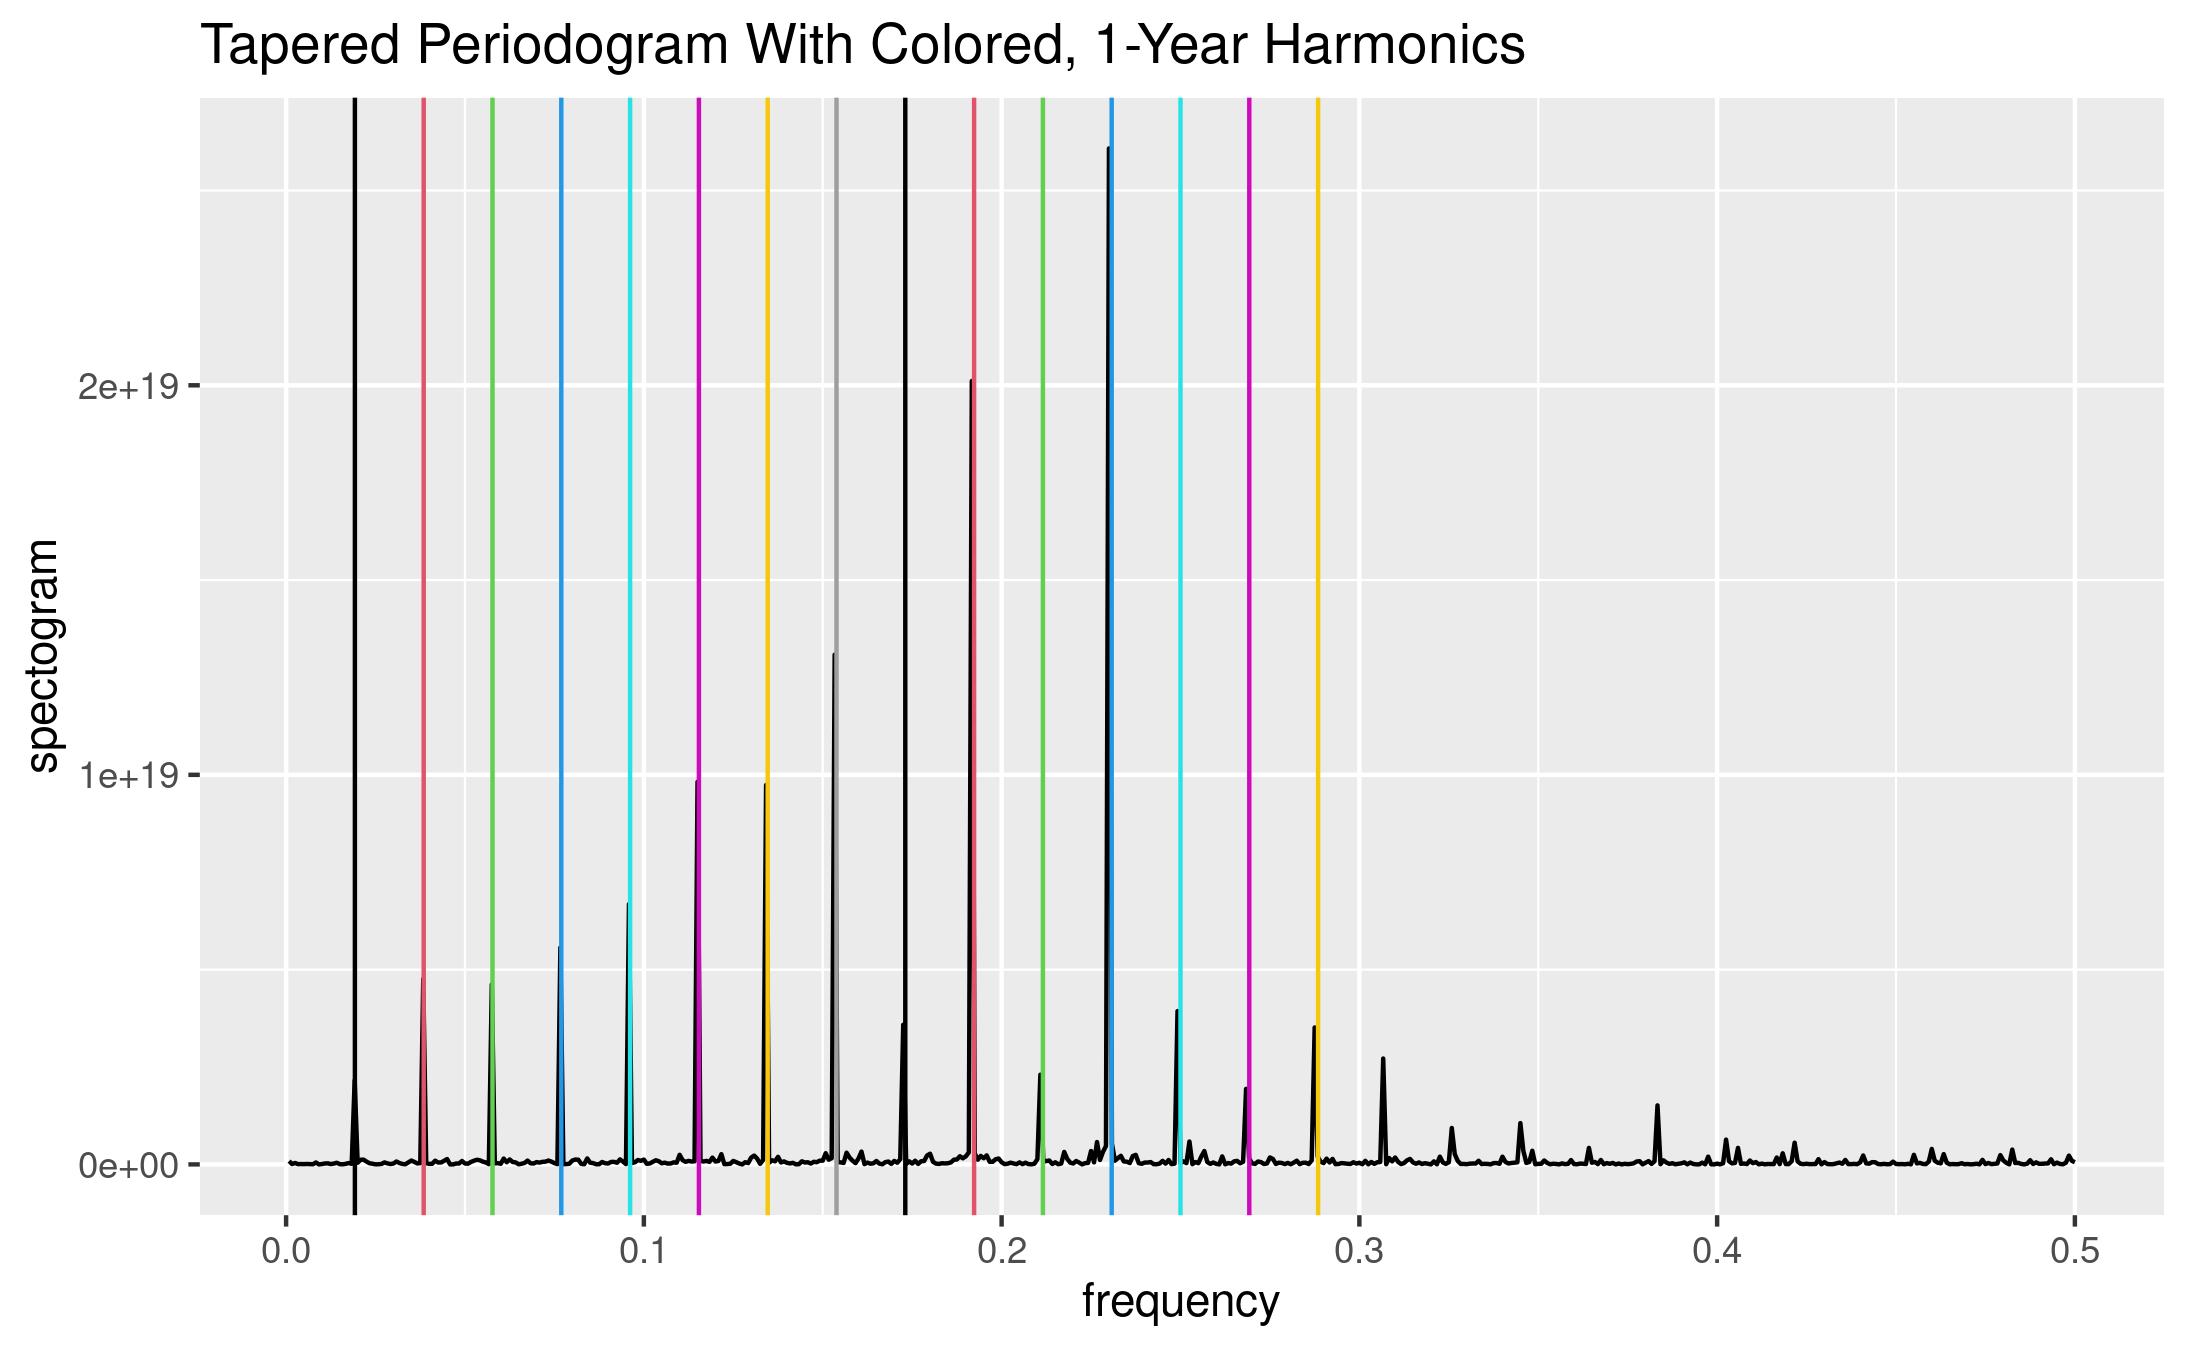 Tapered Periodogram With Colored, 1-Year Harmonics
spectogram
2e+19
1e+19
0e+00
0.0 0.1 0.2 0.3 0.4 0.5
frequency